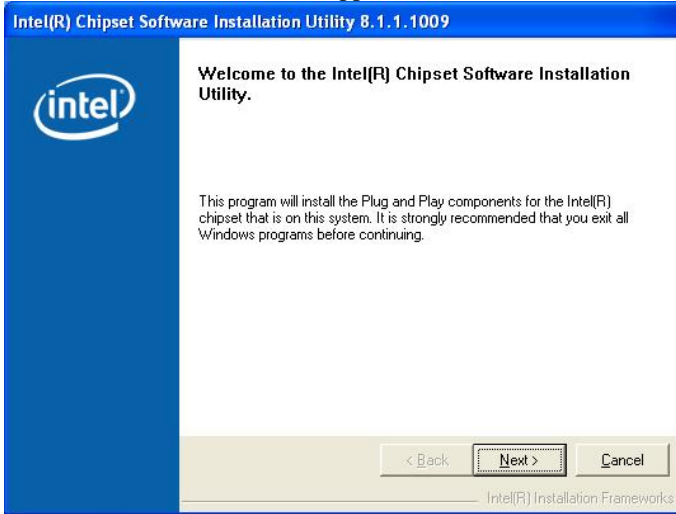 Intel(R) Chipset Software Installation Utility 8.1.1.1009
intel
Welcome to the Intel(R) Chipset Software Installation
Utility.
This program will install the Plug and Play components for the Intel(R)
chipset that is on this system. It is strongly recommended that you exit all
Windows programs before continuing.
< Back
Next >
Cancel
Intel(R) Installation Frameworks